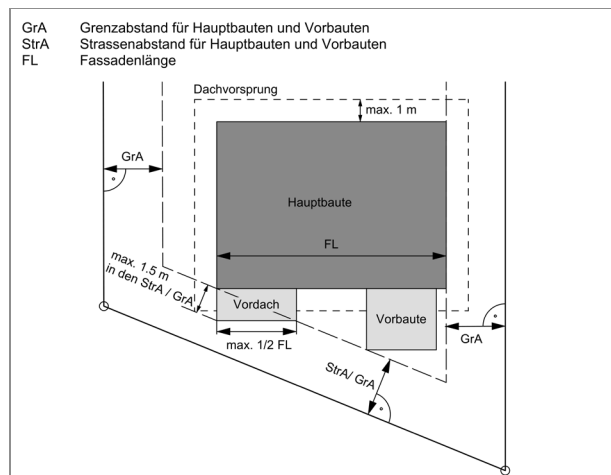 GrA Grenzabstand für Hauptbauten und Vorbauten
StrA Strassenabstand für Hauptbauten und Vorbauten
FL Fassadenlänge
Dachvorsprung
max. 1 m
GrA
Hauptbaute
FL
max. 1.5 m
in den StrA / GrA
Vordach
Vorbaute
max. 1/2 FL
GrA
StrA/ GrA